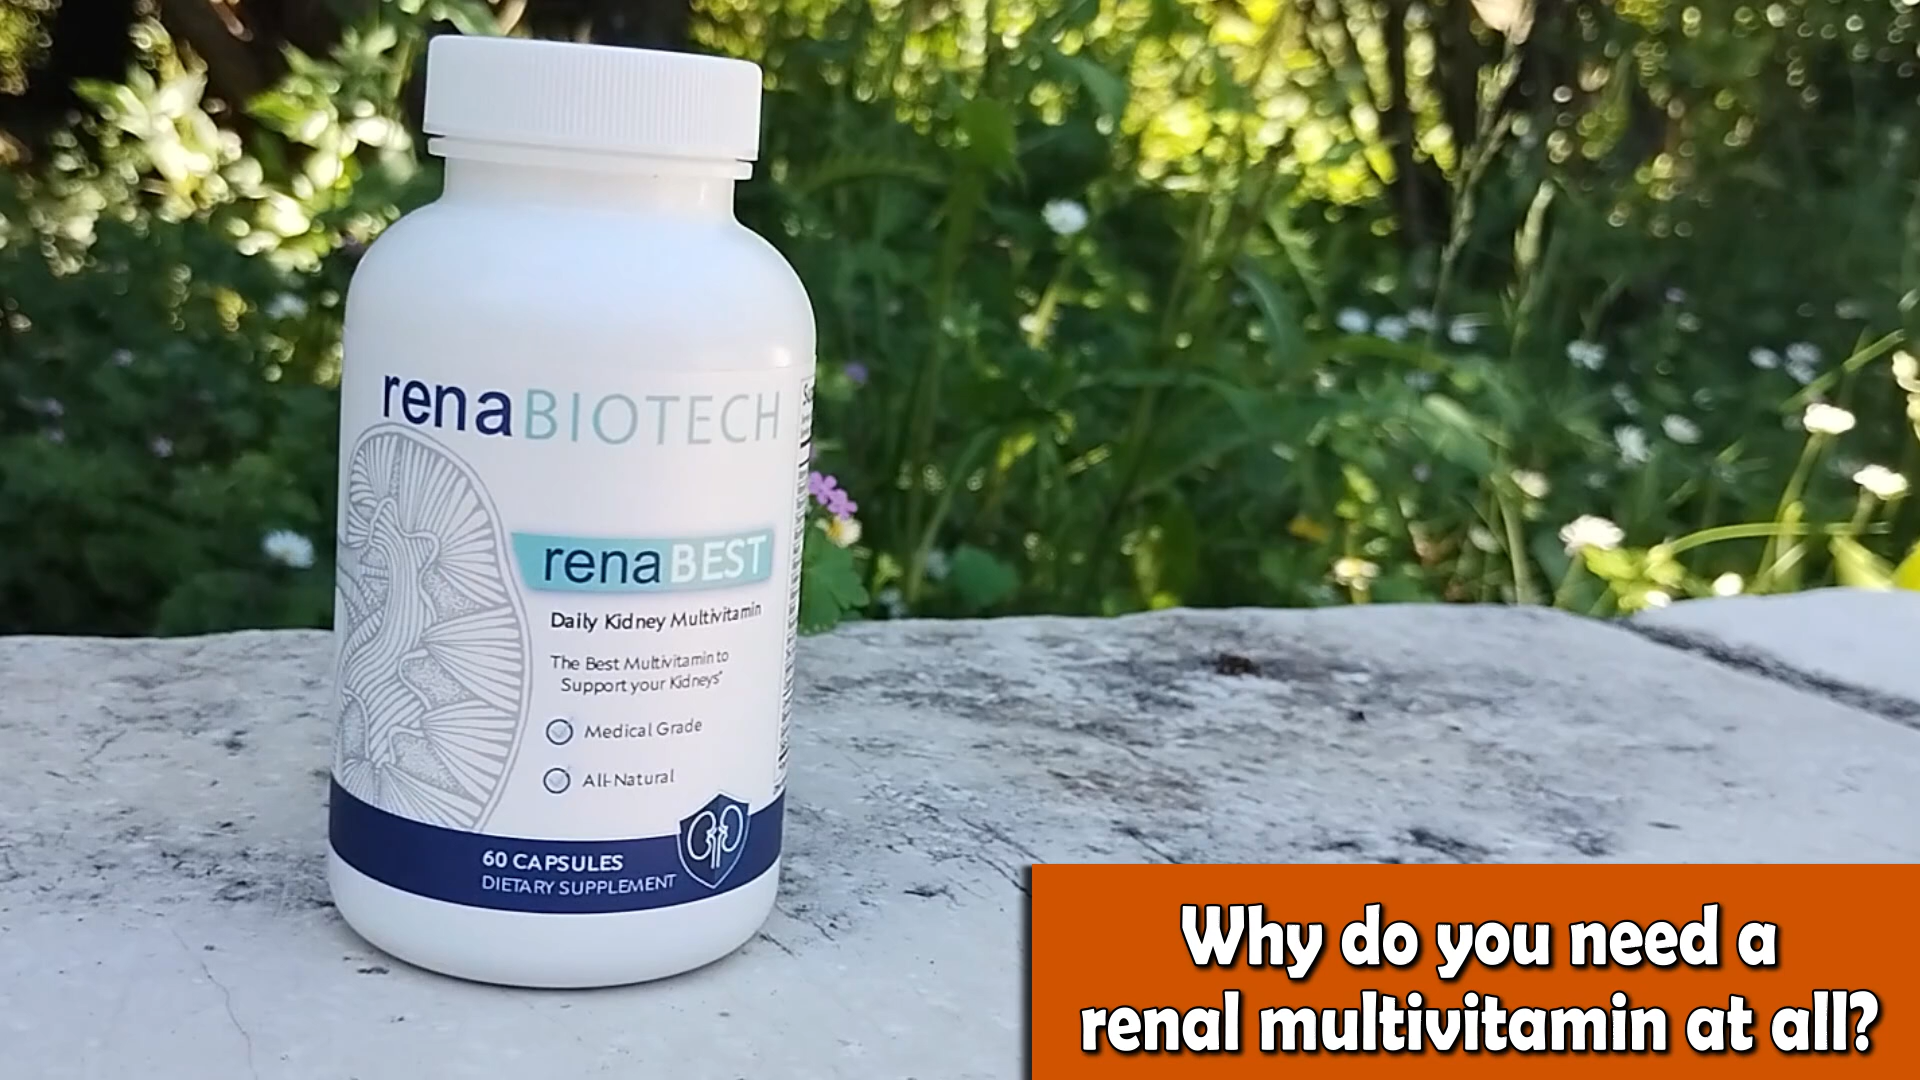 renaBIOTECH
renaBEST
Daily Kidney Multivitamin
The Best Multivitamin to
Support your Kidneys*
Medical Grade
All-Natural
60 CAPSULES
DIETARY SUPPLEMENT
Why do you need a
renal multivitamin at all?